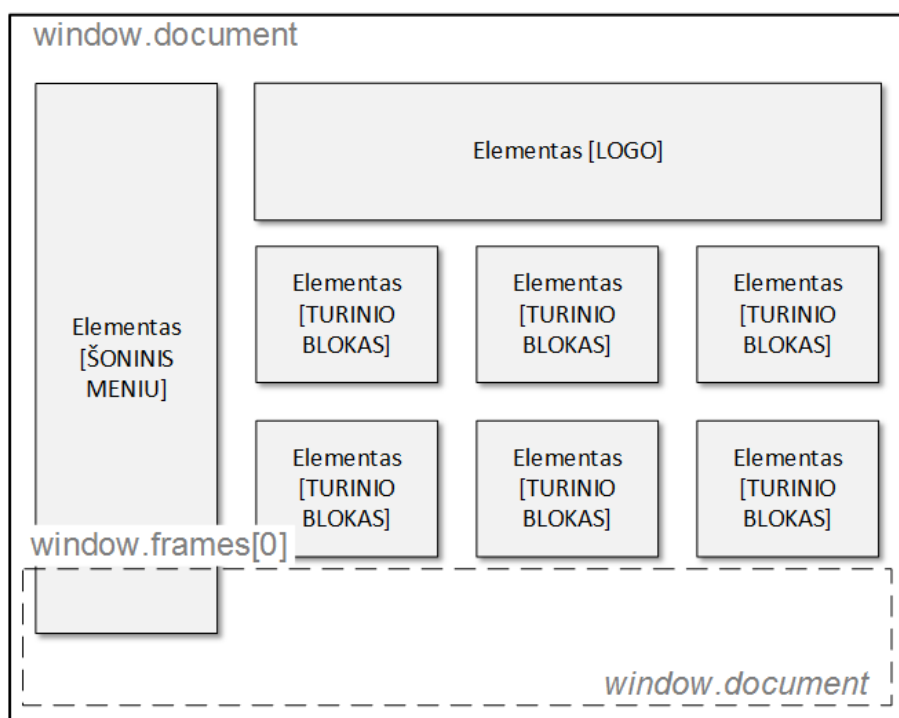 window.document
Elementas [LOGO]
Elementas
[ŠONINIS
MENIU]
Elementas
[TURINIO
BLOKAS]
Elementas
[TURINIO
BLOKAS]
Elementas
[TURINIO
BLOKAS]
Elementas
[TURINIO
BLOKAS]
Elementas
[TURINIO
BLOKAS]
Elementas
[TURINIO
BLOKAS]
window.frames[0]
window.document